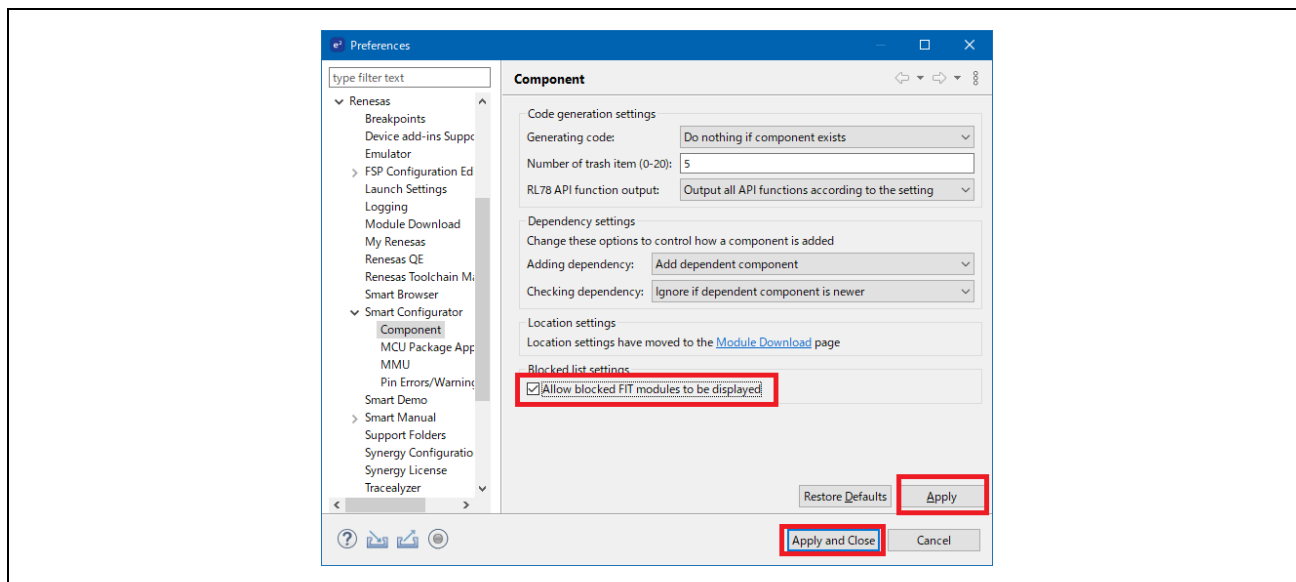 e² Preferences
type filter text
Component
Renesas
Breakpoints
Device add-ins Suppc
Emulator
FSP Configuration Ed
Launch Settings
Logging
Module Download
My Renesas
Renesas QE
Renesas Toolchain Ma
Smart Browser
Smart Configurator
Component
MCU Package App
MMU
Pin Errors/Warning
Smart Demo
Smart Manual
Support Folders
Synergy Configuratio
Synergy License
Tracealyzer
Code generation settings
Generating code: Do nothing if component exists
Number of trash item (0-20): 5
RL78 API function output: Output all API functions according to the setting
Dependency settings
Change these options to control how a component is added
Adding dependency: Add dependent component
Checking dependency: Ignore if dependent component is newer
Location settings
Location settings have moved to the Module Download page
Blocked list settings
Allow blocked FIT modules to be displayed
Restore Defaults Apply
Apply and Close Cancel